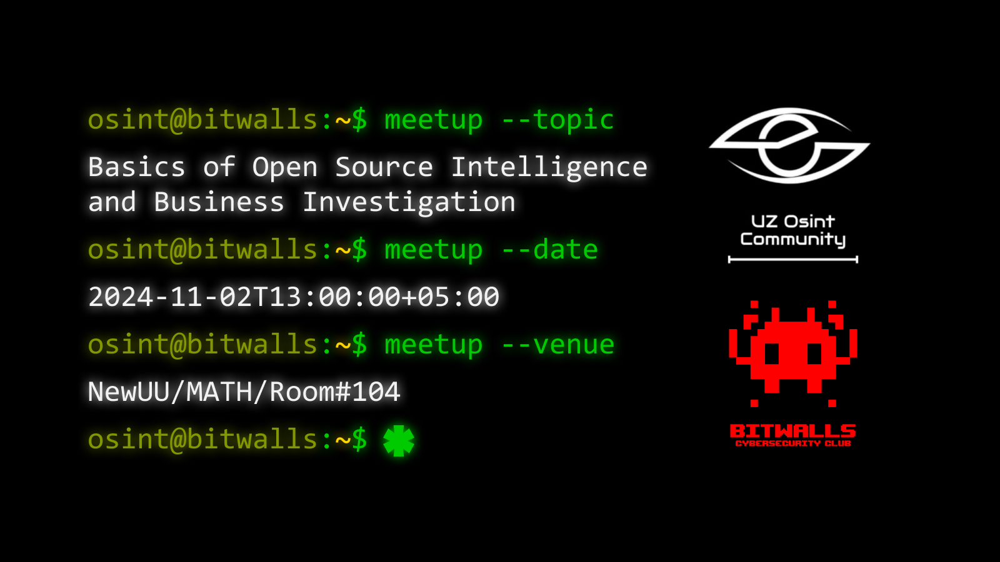 osint@bitwalls:~$ meetup --topic
Basics of Open Source Intelligence
and Business Investigation
osint@bitwalls:~$ meetup --date
2024-11-02T13:00:00+05:00
osint@bitwalls:~$ meetup --venue
NewUU/MATH/Room#104
osint@bitwalls:~$ *
UZ Osint
Community
BITWALLS
CYBERSECURITY CLUB